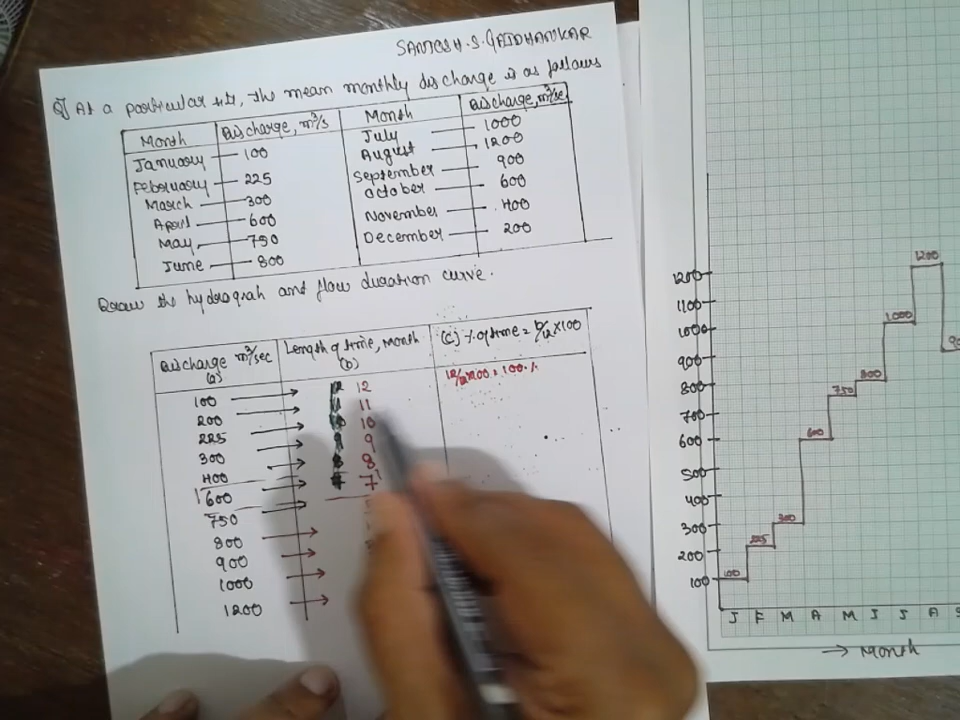 SANTOSH.S.GAIDHANKAR
Q] At a particular site, the mean monthly discharge is as follows
Month Discharge, m³/s Month Discharge, m³/sec
January 100 July 1000
February 225 August 1200
March 300 September 900
April 600 October 600
May 750 November 400
June 800 December 200
Draw the hydrograh and flow duration curve.
Discharge m³/sec (a) Length of time, Month (b) (c) % of time = b/12 x100
100 12 12/12 x100 = 100%
200 11
225 10
300 9
400 8
600 7
750
800
900
1000
1200
1200
1100
1000
900
800
700
600
500
400
300
200
100
100 225 300 600 750 800 1000 1200
J F M A M J J A S
→ Month